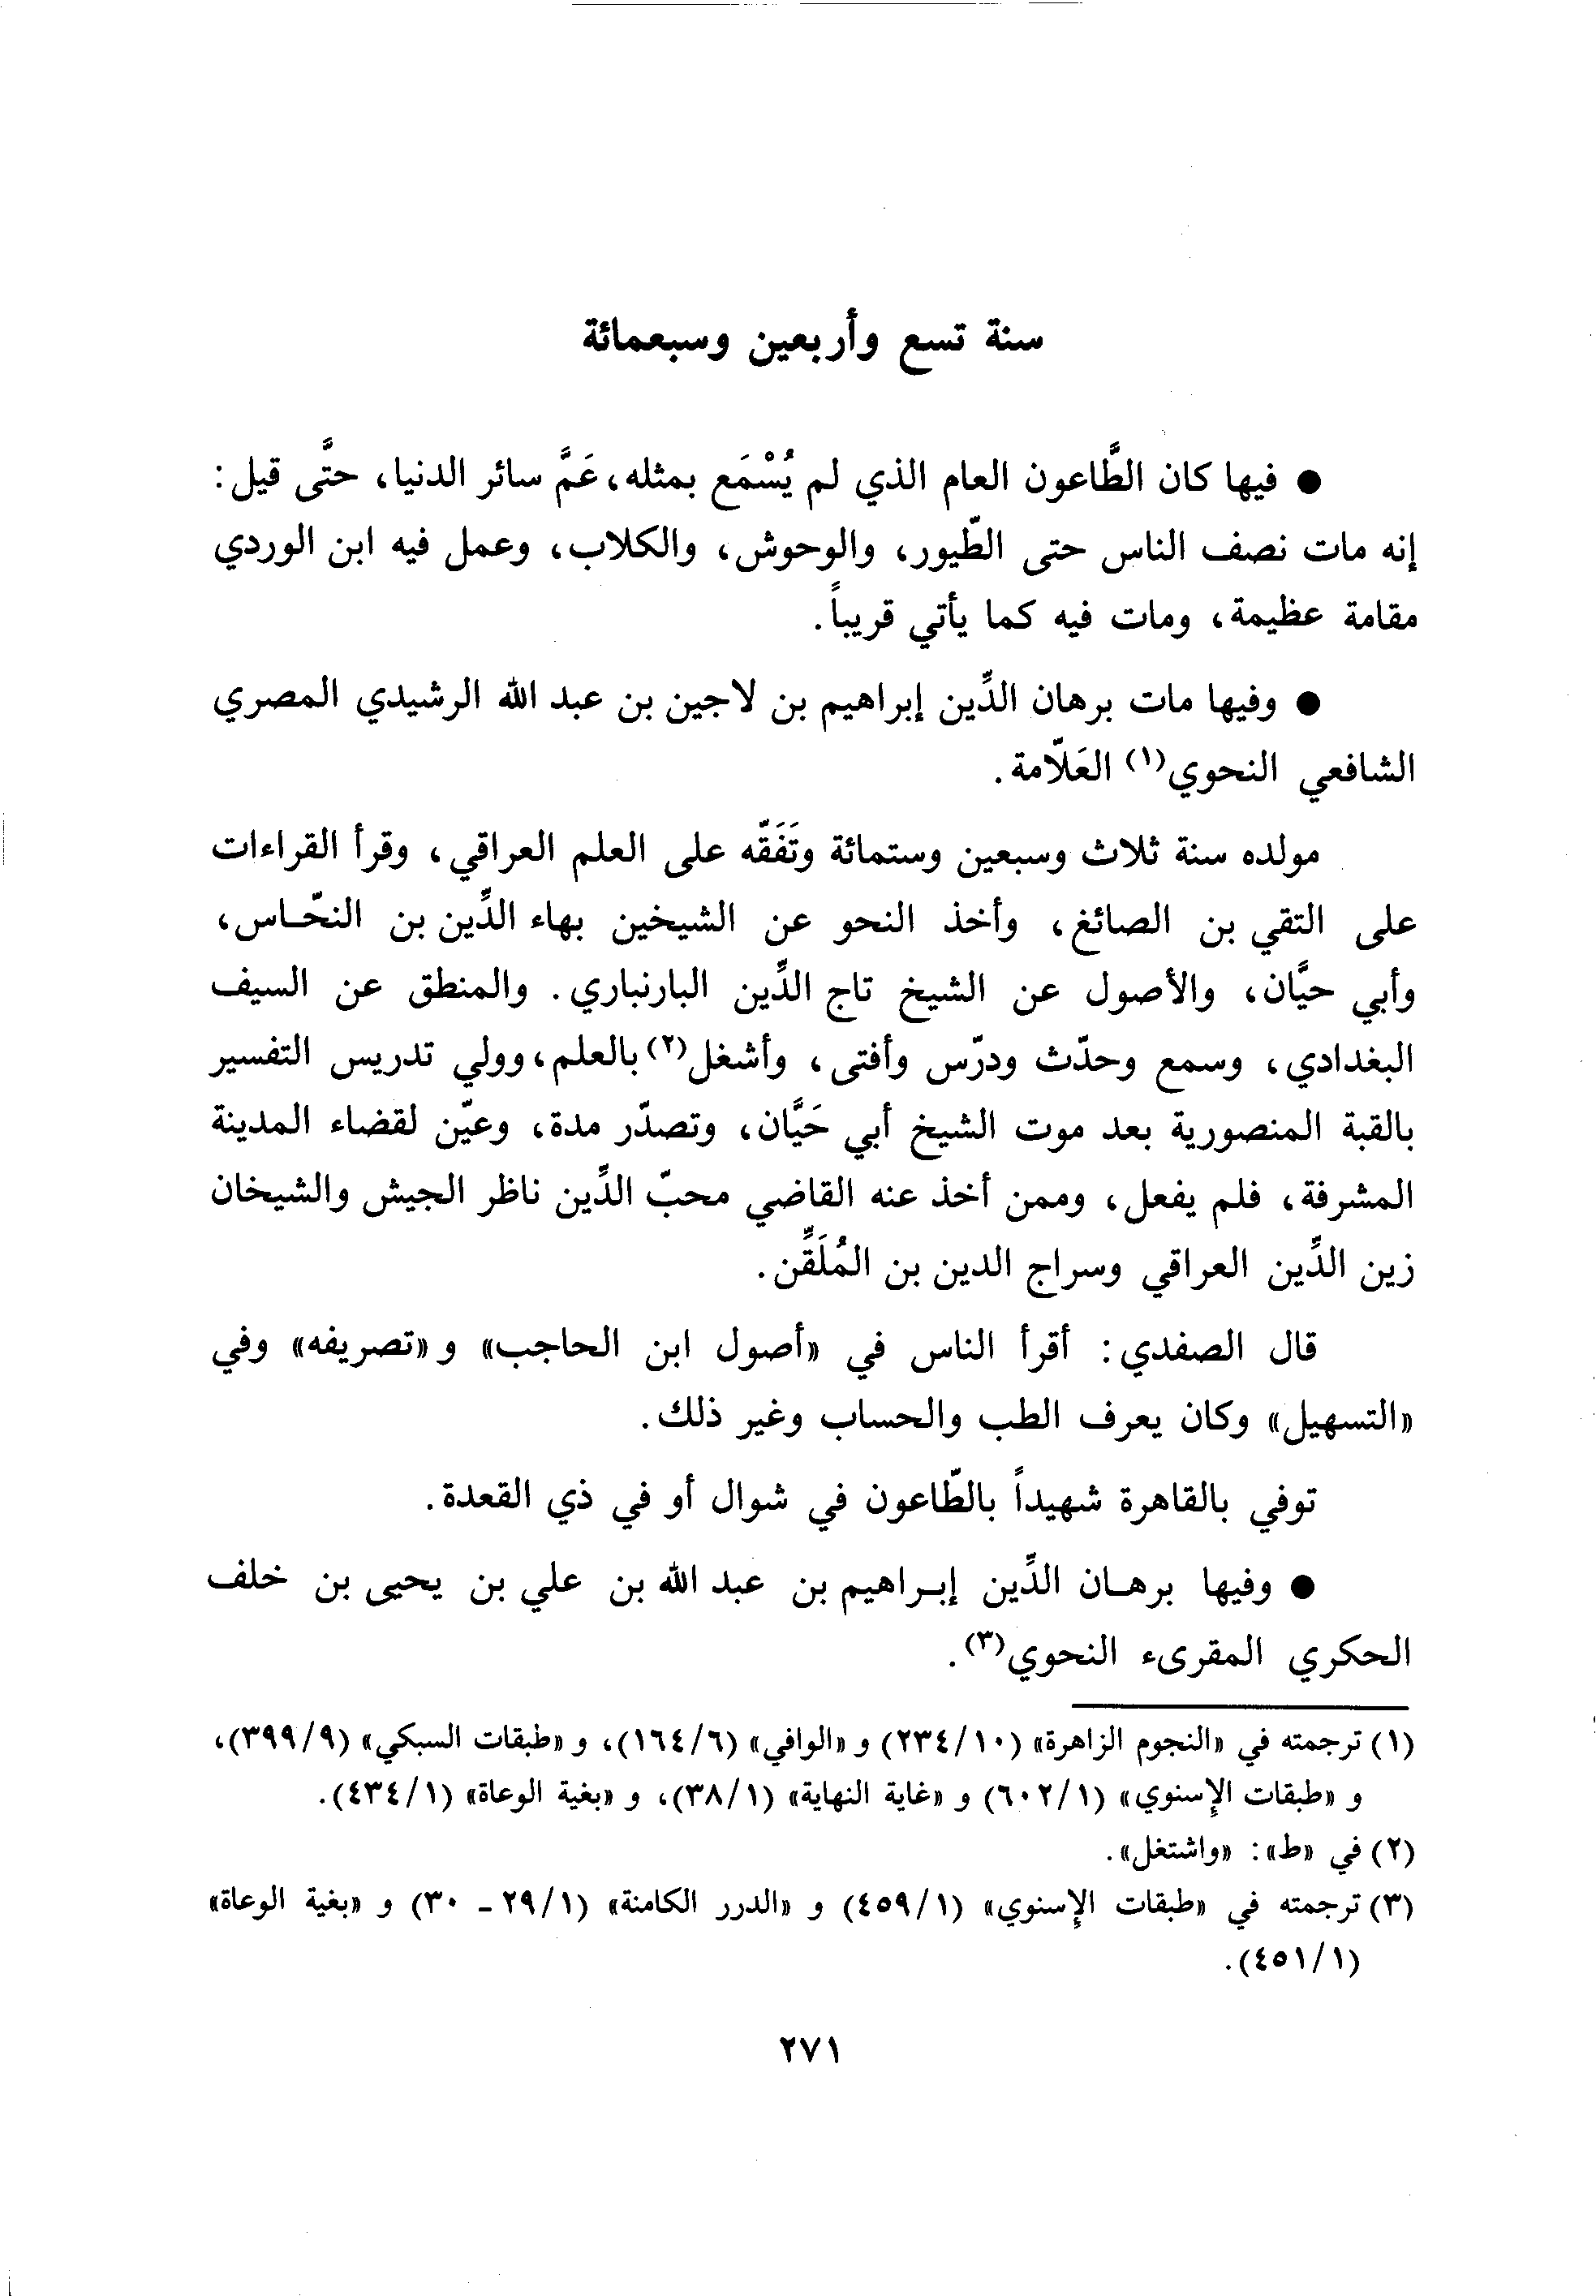 سنة تسع وأربعين وسبعمائة
● فيها كان الطَّاعون العام الذي لم يُسْمَع بمثله، عَمَّ سائر الدنيا، حتَّى قيل:
إنه مات نصف الناس حتى الطّيور، والوحوش، والكلاب، وعمل فيه ابن الوردي
مقامة عظيمة، ومات فيه كما يأتي قريباً.
● وفيها مات برهان الدِّين إبراهيم بن لاجين بن عبد الله الرشيدي المصري
الشافعي النحوي(١) العَلّامة.
مولده سنة ثلاث وسبعين وستمائة وتَفَقّه على العلم العراقي، وقرأ القراءات
على التقي بن الصائغ، وأخذ النحو عن الشيخين بهاء الدِّين بن النحّـاس،
وأبي حيَّان، والأصول عن الشيخ تاج الدِّين البارنباري. والمنطق عن السيف
البغدادي، وسمع وحدّث ودرّس وأفتى، وأشغل(٢) بالعلم، وولي تدريس التفسير
بالقبة المنصورية بعد موت الشيخ أبي حَيَّان، وتصدّر مدة، وعيّن لقضاء المدينة
المشرفة، فلم يفعل، وممن أخذ عنه القاضي محبّ الدِّين ناظر الجيش والشيخان
زين الدِّين العراقي وسراج الدين بن المُلَقِّن.
قال الصفدي: أقرأ الناس في «أصول ابن الحاجب» و «تصريفه» وفي
«التسهيل» وكان يعرف الطب والحساب وغير ذلك.
توفي بالقاهرة شهيداً بالطّاعون في شوال أو في ذي القعدة.
● وفيها برهـان الدِّين إبـراهيم بن عبد الله بن علي بن يحيى بن خلف
الحكري المقرىء النحوي(٣).
(١) ترجمته في «النجوم الزاهرة» (٢٣٤/١٠) و «الوافي» (١٦٤/٦)، و «طبقات السبكي» (٣٩٩/٩)،
و «طبقات الإسنوي» (٦٠٢/١) و «غاية النهاية» (٣٨/١)، و «بغية الوعاة» (٤٣٤/١).
(٢) في «ط»: «واشتغل».
(٣) ترجمته في «طبقات الإسنوي» (٤٥٩/١) و «الدرر الكامنة» (٢٩/١ - ٣٠) و «بغية الوعاة»
(٤٥١/١).
٢٧١